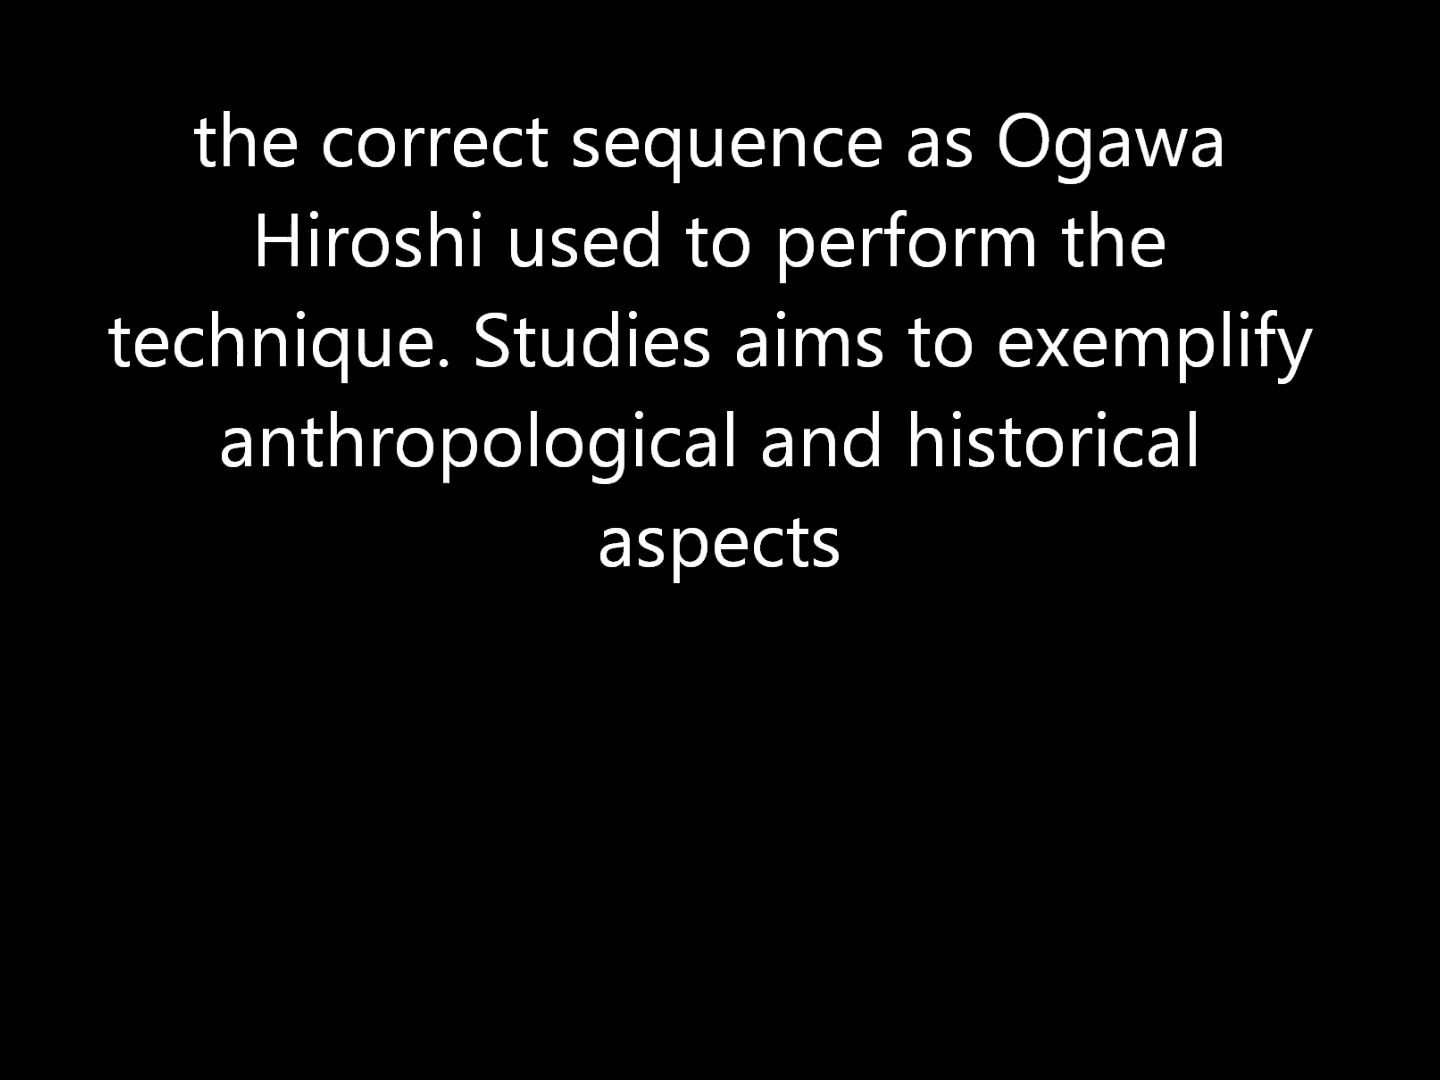 the correct sequence as Ogawa
Hiroshi used to perform the
technique. Studies aims to exemplify
anthropological and historical
aspects